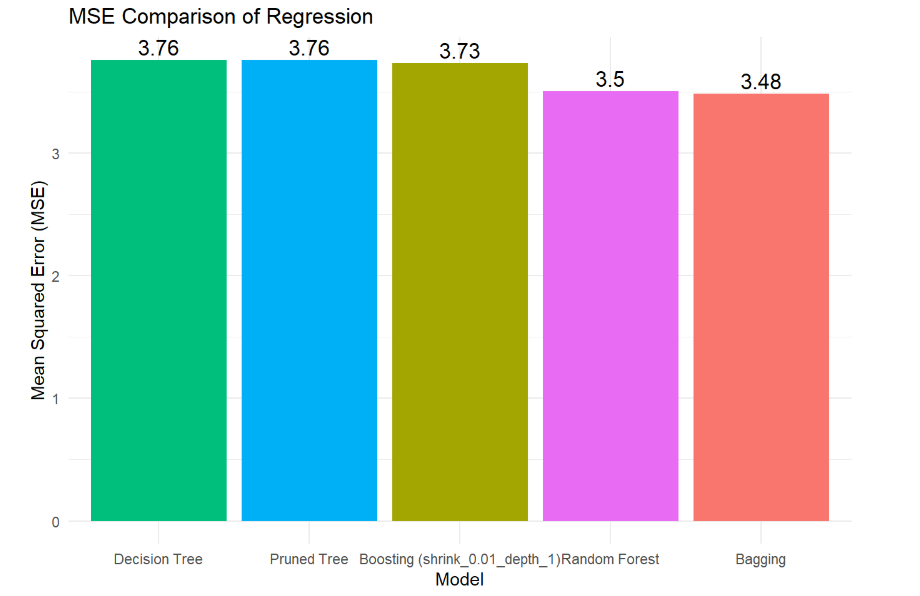 MSE Comparison of Regression
3.76
3.76
3.73
3.5
3.48
Mean Squared Error (MSE)
3
2
1
0
Decision Tree
Pruned Tree
Boosting (shrink_0.01_depth_1)
Random Forest
Bagging
Model